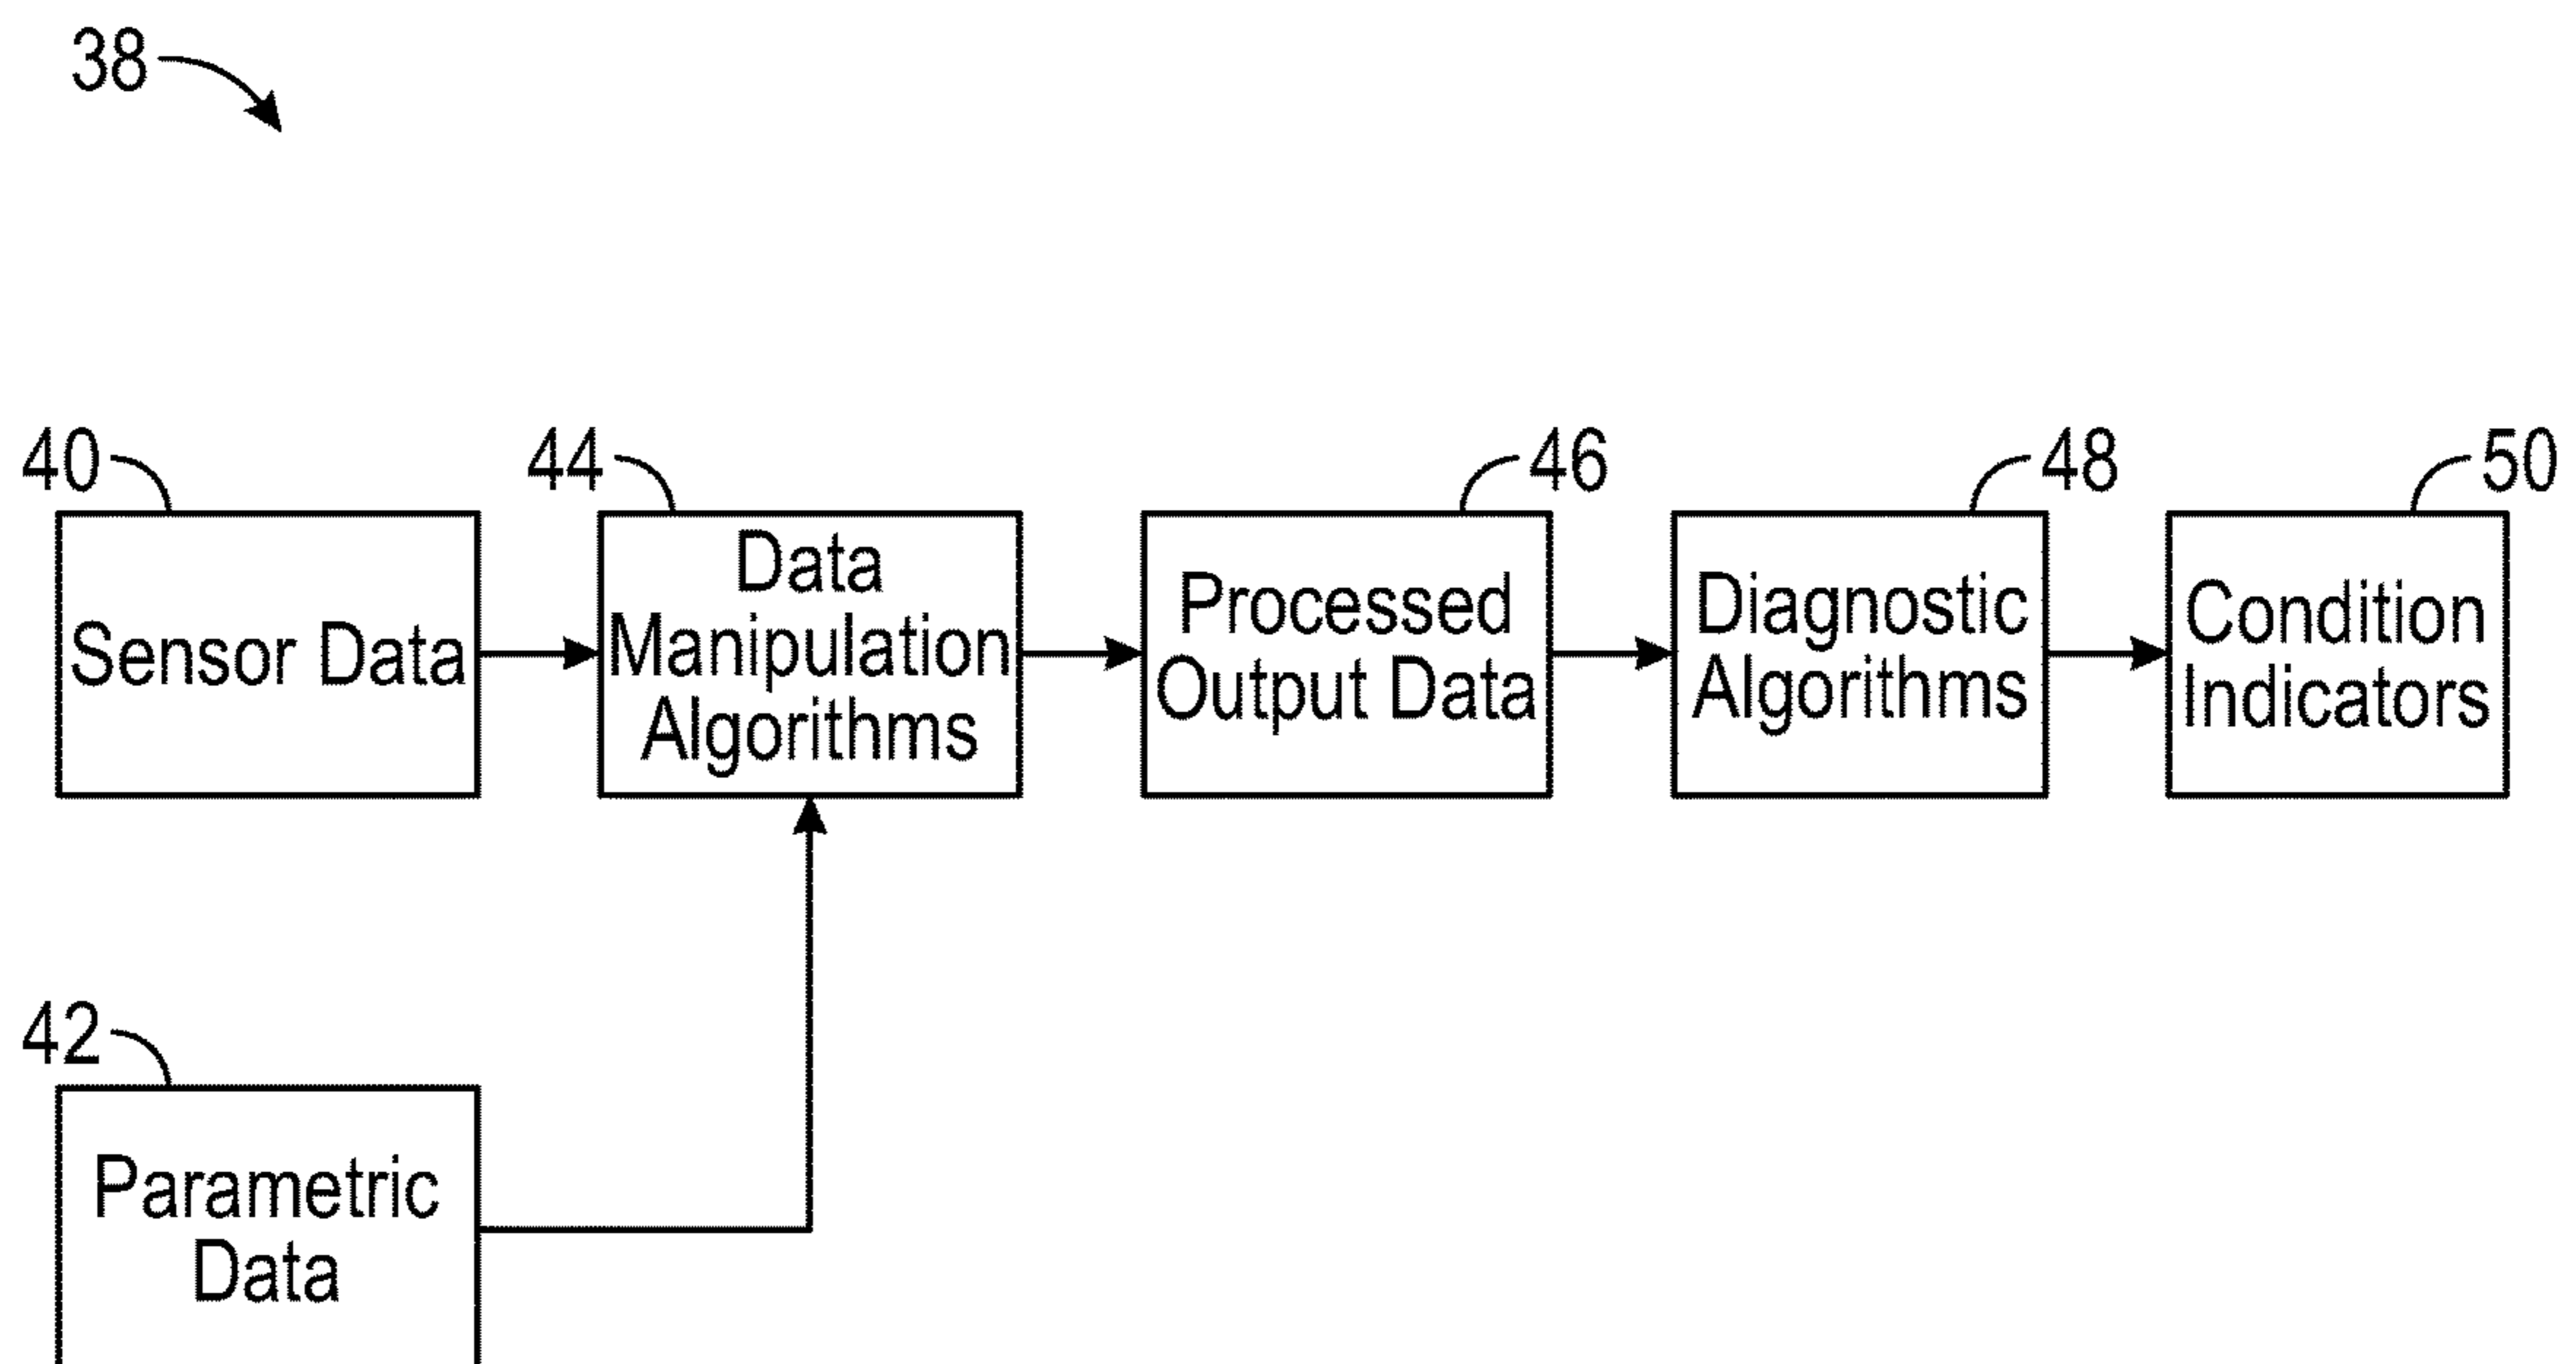 38
40
44
46
48
50
Sensor Data
Data
Manipulation
Algorithms
Processed
Output Data
Diagnostic
Algorithms
Condition
Indicators
42
Parametric
Data